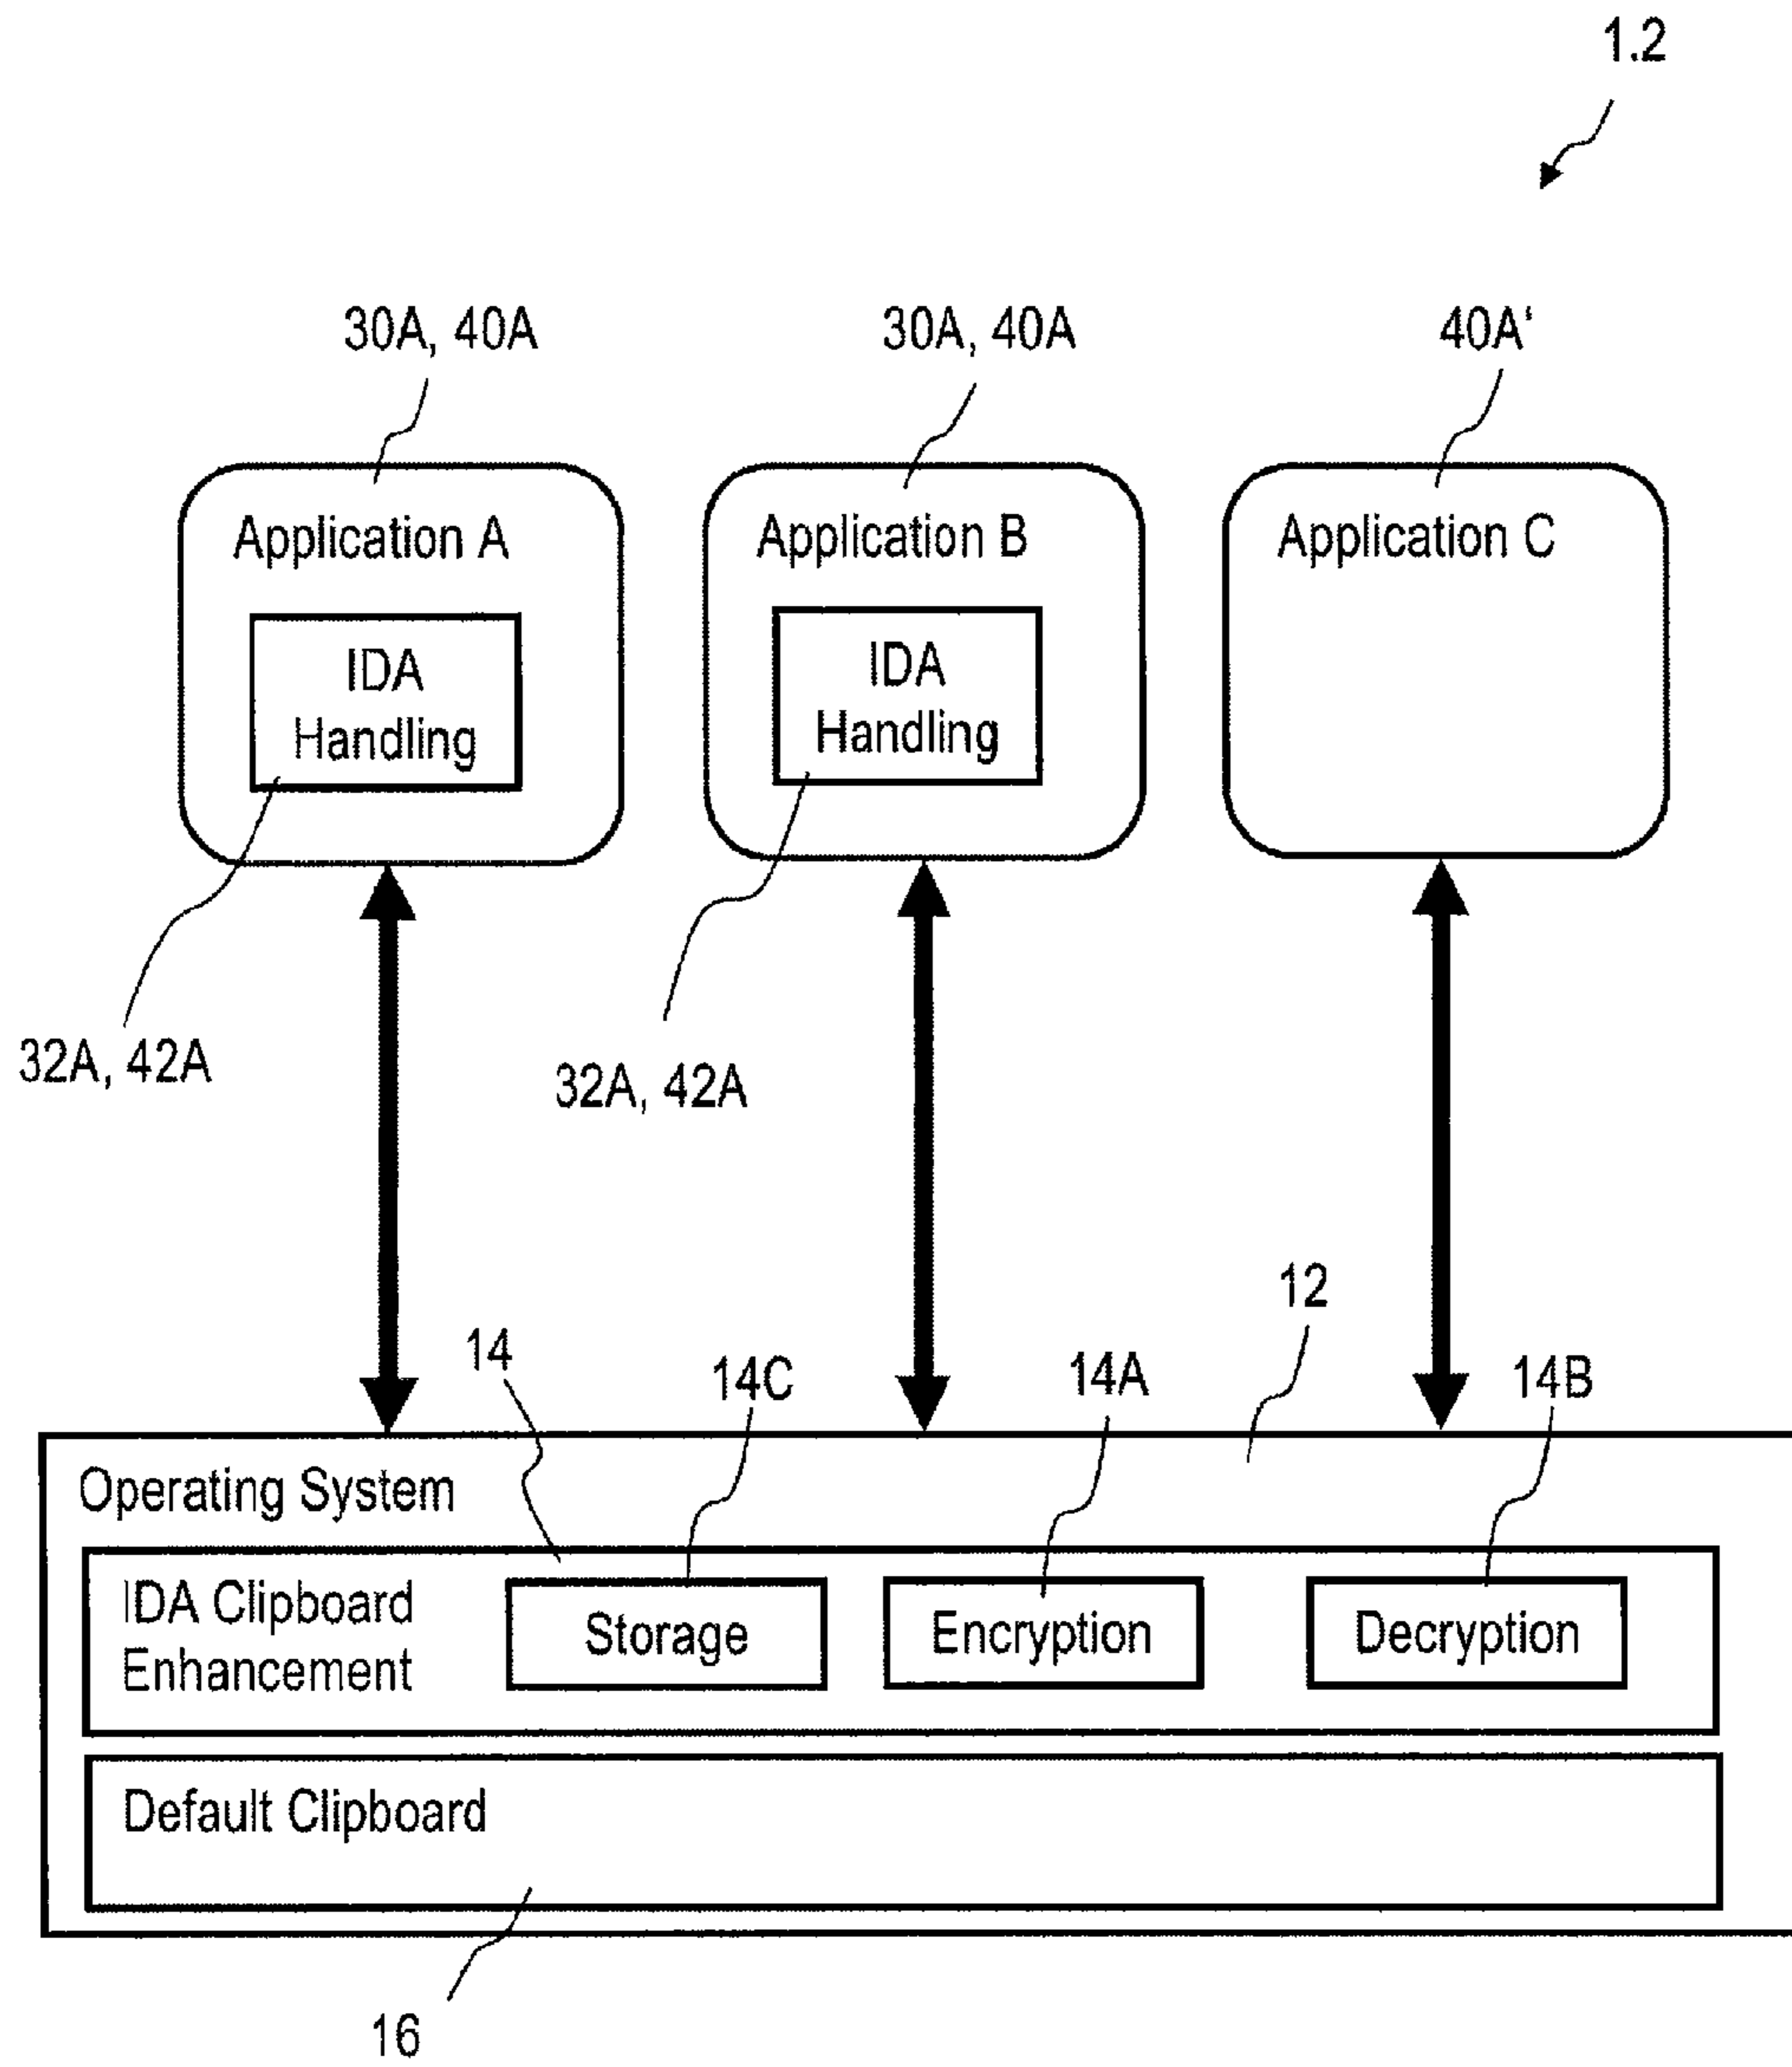 1.2
30A, 40A
30A, 40A
40A'
Application A
Application B
Application C
IDA
Handling
IDA
Handling
32A, 42A
32A, 42A
12
14
14C
14A
14B
Operating System
IDA Clipboard
Enhancement
Storage
Encryption
Decryption
Default Clipboard
16